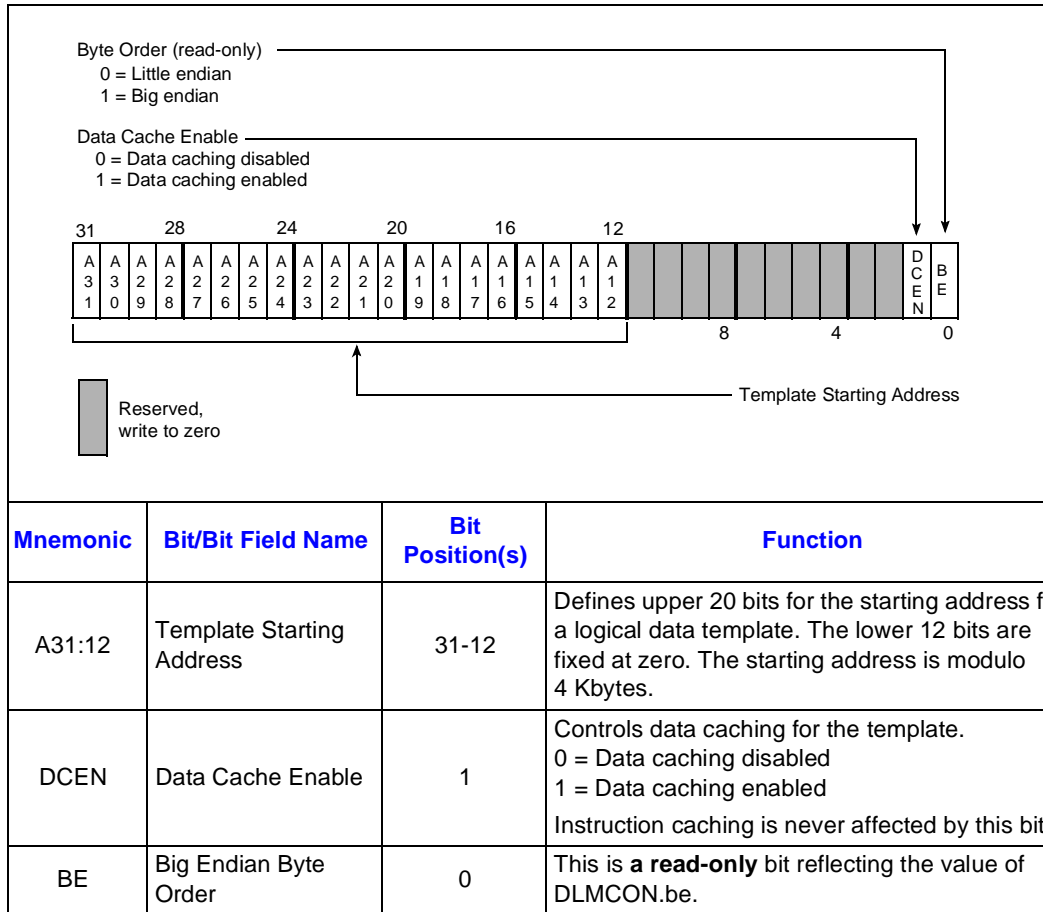 Byte Order (read-only)
0 = Little endian
1 = Big endian
Data Cache Enable
0 = Data caching disabled
1 = Data caching enabled
31 28 24 20 16 12
A31 A30 A29 A28 A27 A26 A25 A24 A23 A22 A21 A20 A19 A18 A17 A16 A15 A14 A13 A12 DCEN BE
8 4 0
Template Starting Address
Reserved,
write to zero
Mnemonic Bit/Bit Field Name Bit Position(s) Function
A31:12 Template Starting Address 31-12 Defines upper 20 bits for the starting address
a logical data template. The lower 12 bits are
fixed at zero. The starting address is modulo
4 Kbytes.
DCEN Data Cache Enable 1 Controls data caching for the template.
0 = Data caching disabled
1 = Data caching enabled
Instruction caching is never affected by this bit
BE Big Endian Byte Order 0 This is a read-only bit reflecting the value of
DLMCON.be.